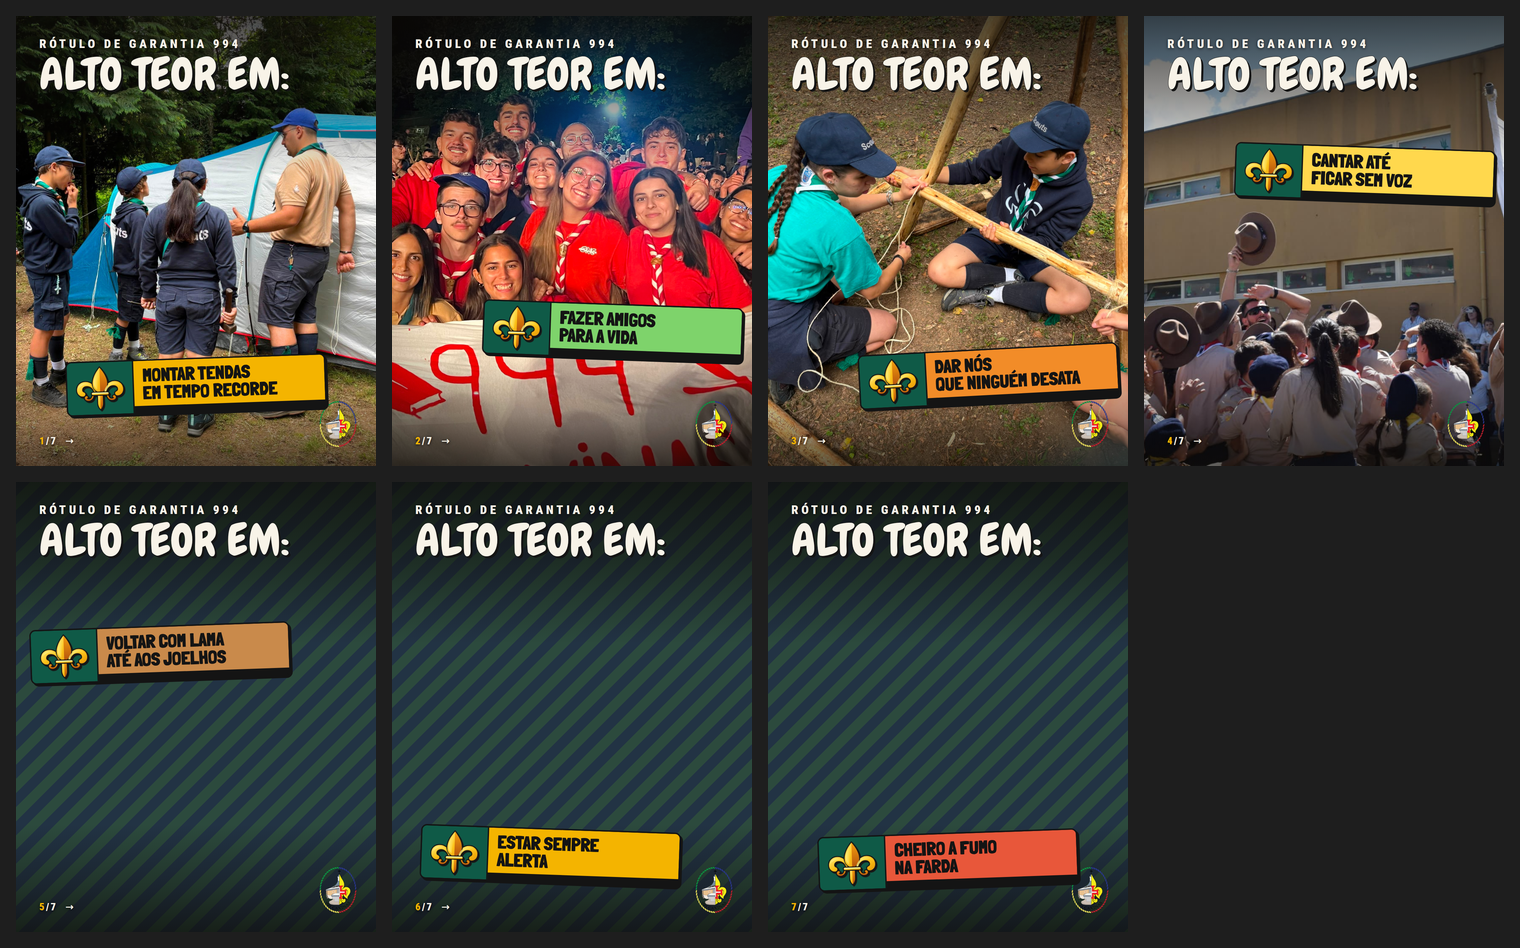 RÓTULO DE GARANTIA 994
ALTO TEOR EM:
MONTAR TENDAS
EM TEMPO RECORDE
1/7 →
RÓTULO DE GARANTIA 994
ALTO TEOR EM:
FAZER AMIGOS
PARA A VIDA
994
2/7 →
RÓTULO DE GARANTIA 994
ALTO TEOR EM:
Scouts
DAR NÓS
QUE NINGUÉM DESATA
3/7 →
RÓTULO DE GARANTIA 994
ALTO TEOR EM:
CANTAR ATÉ
FICAR SEM VOZ
4/7 →
RÓTULO DE GARANTIA 994
ALTO TEOR EM:
VOLTAR COM LAMA
ATÉ AOS JOELHOS
5/7 →
RÓTULO DE GARANTIA 994
ALTO TEOR EM:
ESTAR SEMPRE
ALERTA
6/7 →
RÓTULO DE GARANTIA 994
ALTO TEOR EM:
CHEIRO A FUMO
NA FARDA
7/7